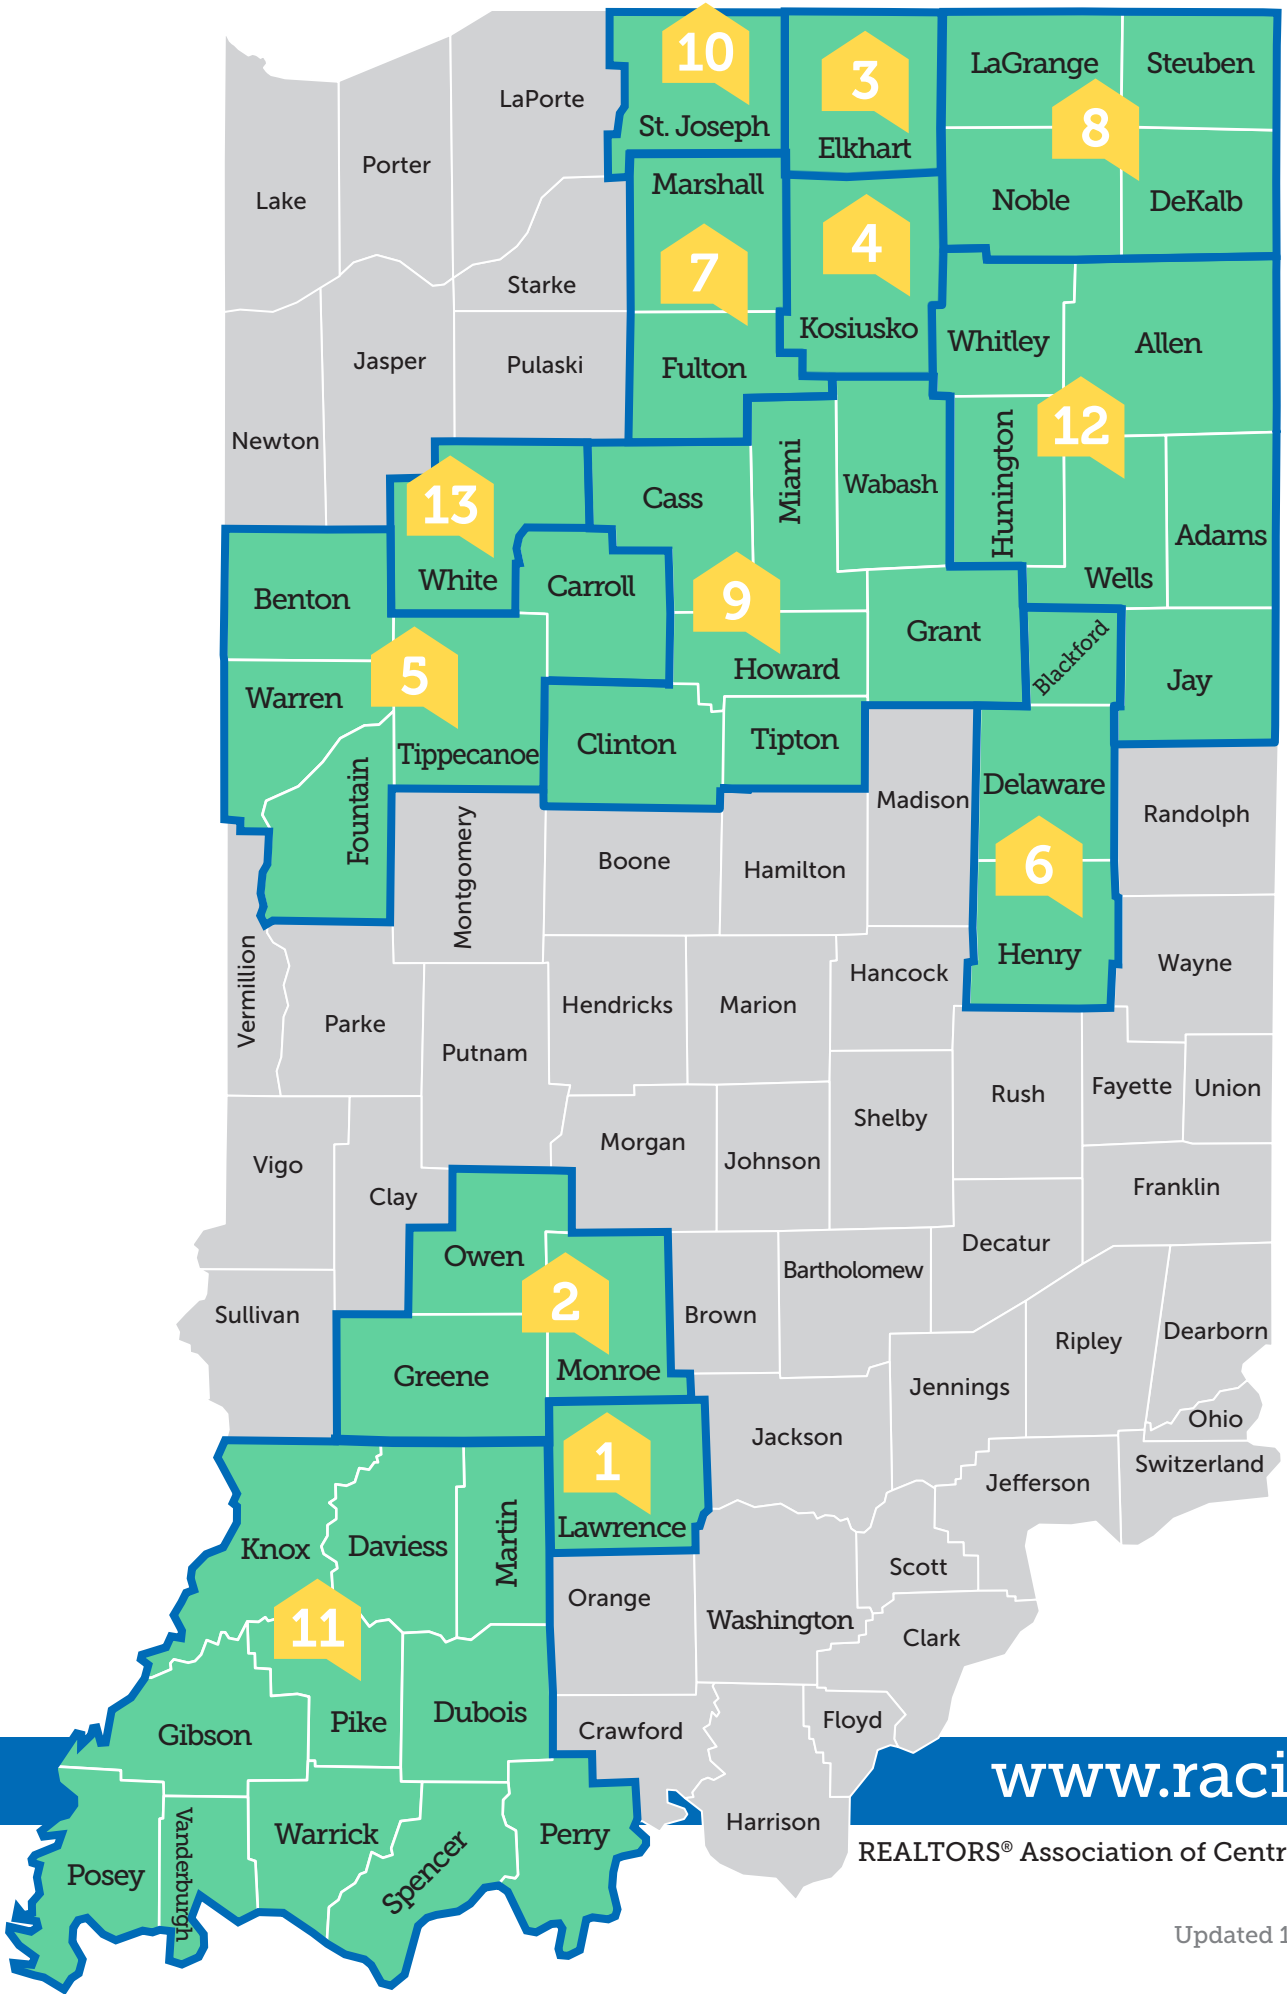 10
3
LaGrange
Steuben
LaPorte
8
St. Joseph
Elkhart
Porter
Marshall
Lake
Noble
DeKalb
4
7
Starke
Kosiusko
Whitley
Allen
Jasper
Pulaski
Fulton
12
Newton
Hunington
Miami
Wabash
Cass
13
Adams
White
Carroll
Wells
Benton
9
Grant
Blackford
5
Howard
Jay
Warren
Clinton
Tipton
Tippecanoe
Fountain
Delaware
Madison
Randolph
Montgomery
Boone
Hamilton
6
Henry
Vermillion
Wayne
Hancock
Hendricks
Marion
Parke
Putnam
Fayette
Union
Rush
Shelby
Morgan
Johnson
Vigo
Clay
Franklin
Decatur
Owen
Bartholomew
2
Sullivan
Brown
Dearborn
Ripley
Monroe
Greene
Jennings
Ohio
Jackson
1
Switzerland
Jefferson
Lawrence
Knox
Daviess
Martin
Scott
Orange
Washington
11
Clark
Dubois
Floyd
Pike
Crawford
Gibson
www.raci
Harrison
Vanderburgh
Warrick
Perry
REALTORS® Association of Centr
Posey
Spencer
Updated 1